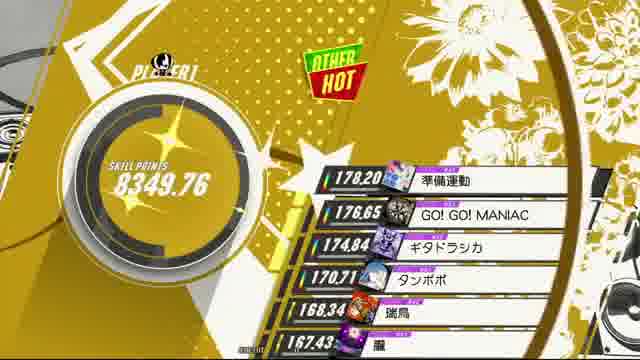 PLAYER1
OTHER
HOT
SKILL POINTS
8349.76
178.20 準備運動
176.65 GO! GO! MANIAC
174.84 ギタドラシカ
170.71 タンポポ
168.34 瑞鳥
167.43 朧